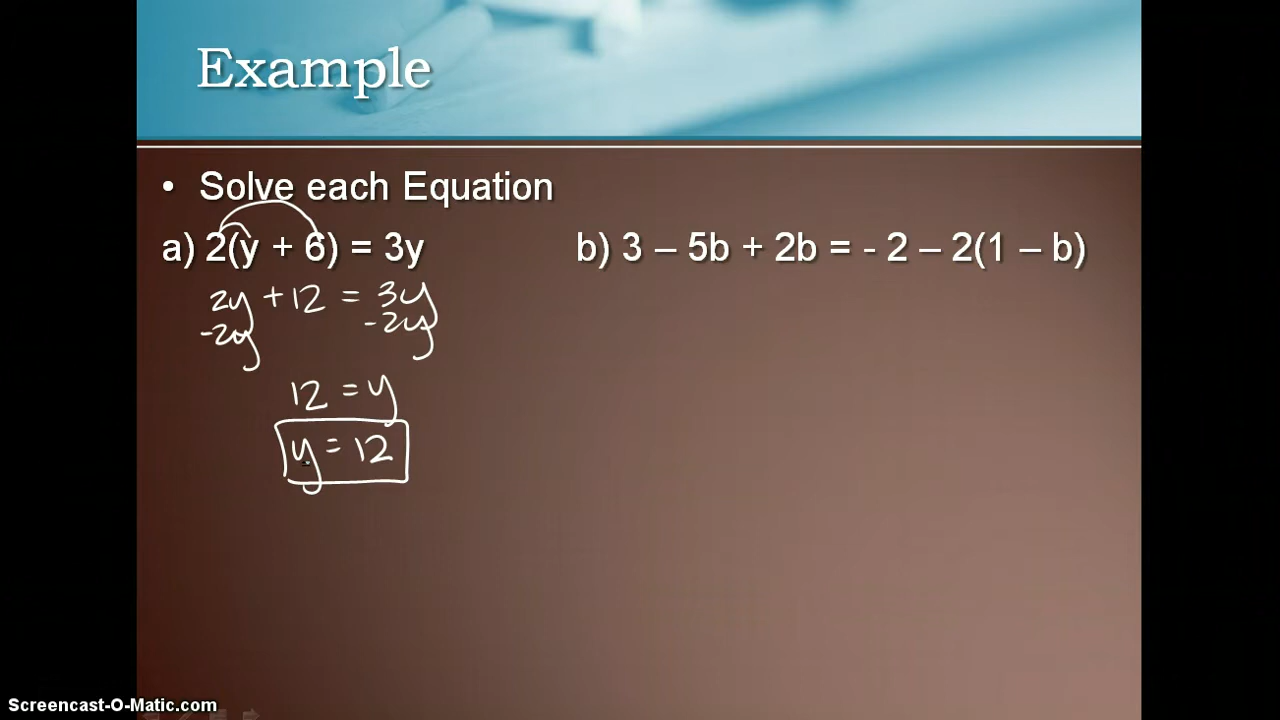 Example
• Solve each Equation
a) 2(y + 6) = 3y
2y + 12 = 3y
-2y -2y
12 = y
y = 12
b) 3 – 5b + 2b = - 2 – 2(1 – b)
Screencast-O-Matic.com